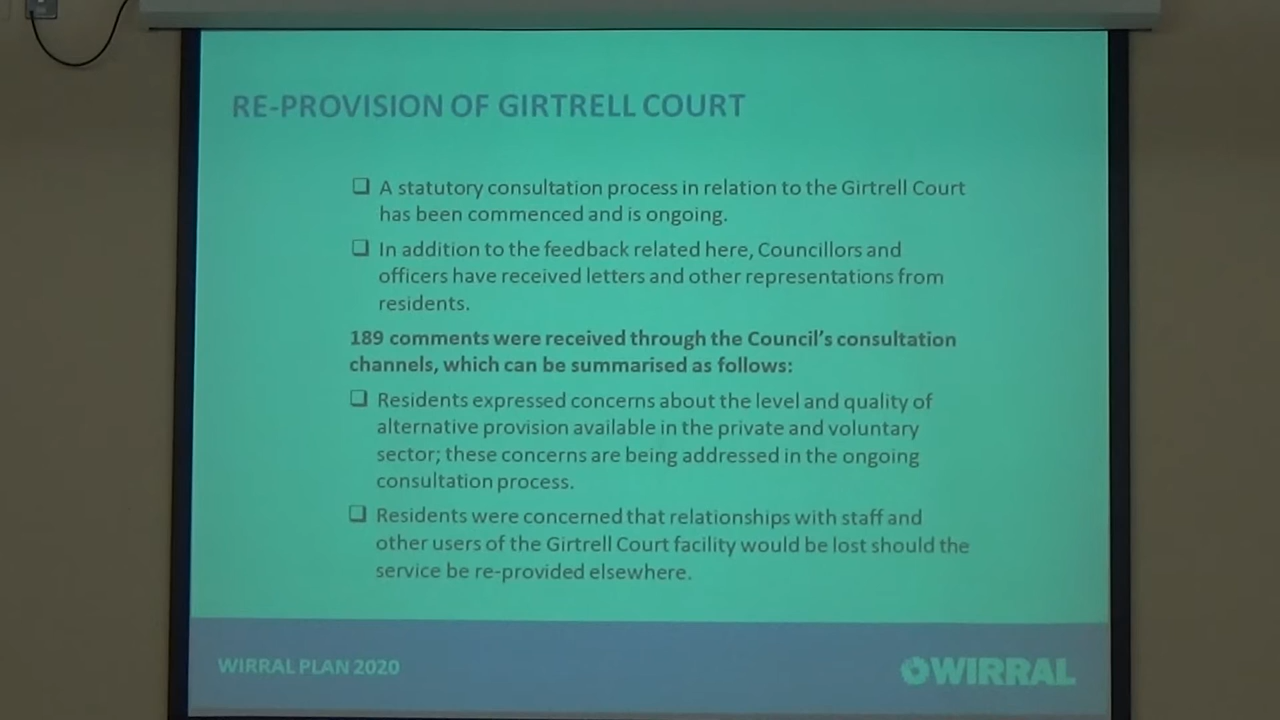 RE-PROVISION OF GIRTRELL COURT
❑ A statutory consultation process in relation to the Girtrell Court
has been commenced and is ongoing.
❑ In addition to the feedback related here, Councillors and
officers have received letters and other representations from
residents.
189 comments were received through the Council's consultation
channels, which can be summarised as follows:
❑ Residents expressed concerns about the level and quality of
alternative provision available in the private and voluntary
sector; these concerns are being addressed in the ongoing
consultation process.
❑ Residents were concerned that relationships with staff and
other users of the Girtrell Court facility would be lost should the
service be re-provided elsewhere.
WIRRAL PLAN 2020
WIRRAL